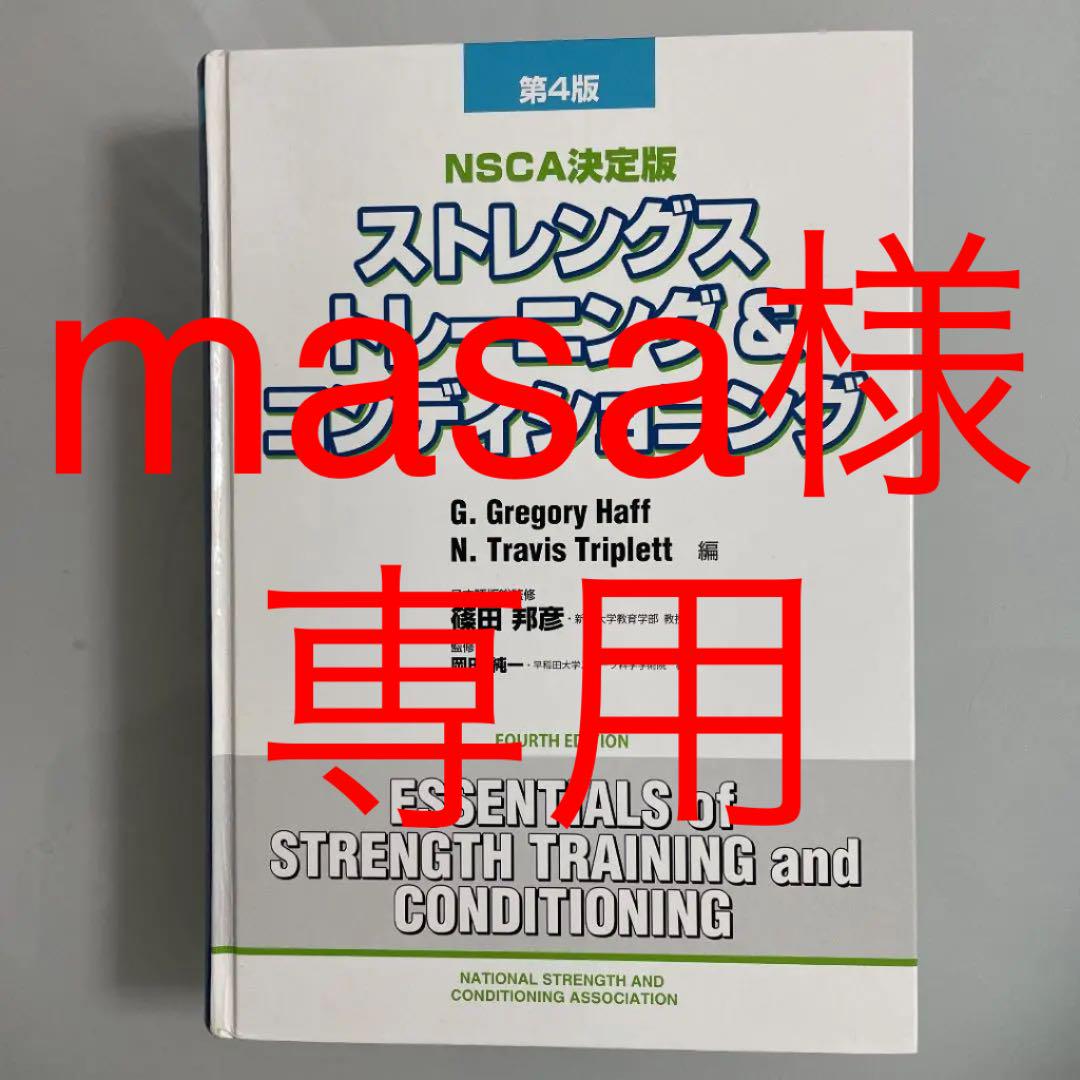 第4版
NSCA決定版
ストレングス
トレーニング&
コンディショニング
masa様
G. Gregory Haff
N. Travis Triplett 編
専用
篠田 邦彦
監修
FOURTH EDITION
ESSENTIALS of
STRENGTH TRAINING and
CONDITIONING
NATIONAL STRENGTH AND
CONDITIONING ASSOCIATION